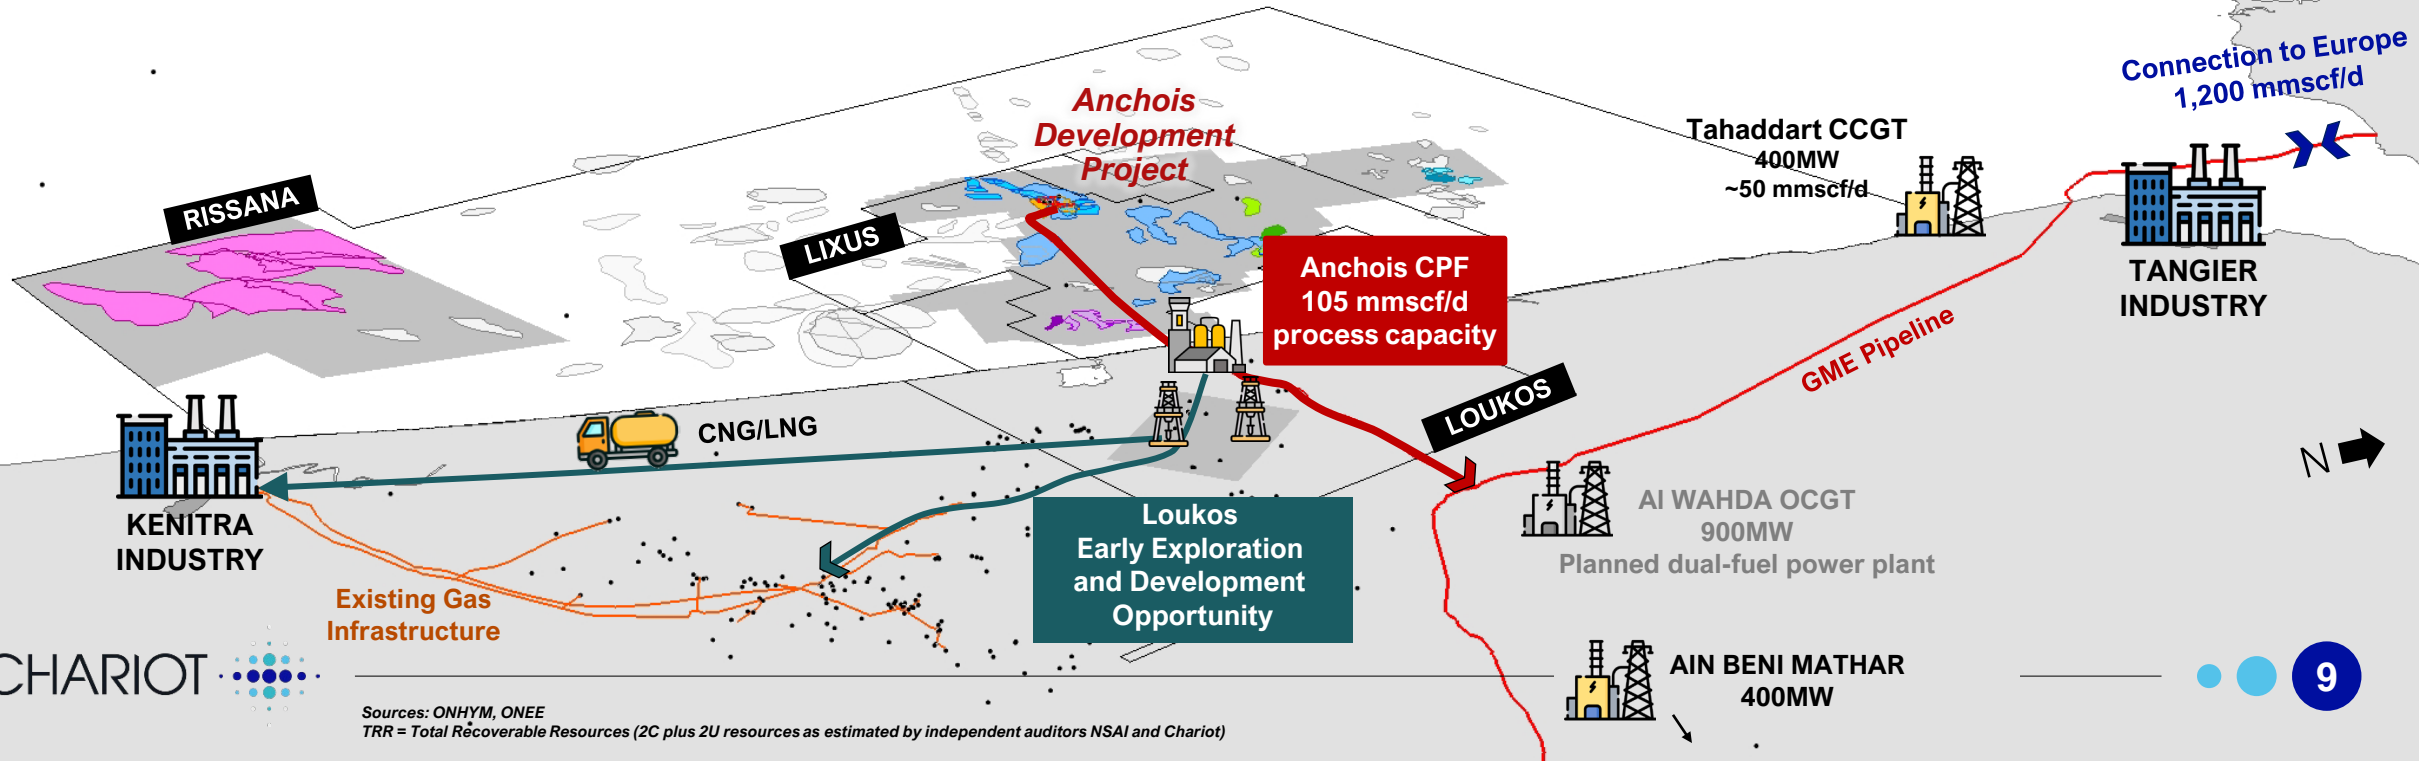 Connection to Europe
1,200 mmscf/d
Anchois
Development
Project
Tahaddart CCGT
400MW
~50 mmscf/d
RISSANA
LIXUS
Anchois CPF
105 mmscf/d
process capacity
TANGIER
INDUSTRY
GME Pipeline
LOUKOS
CNG/LNG
N
KENITRA
INDUSTRY
Al WAHDA OCGT
900MW
Planned dual-fuel power plant
Loukos
Early Exploration
and Development
Opportunity
Existing Gas
Infrastructure
CHARIOT
AIN BENI MATHAR
400MW
9
Sources: ONHYM, ONEE
TRR = Total Recoverable Resources (2C plus 2U resources as estimated by independent auditors NSAI and Chariot)